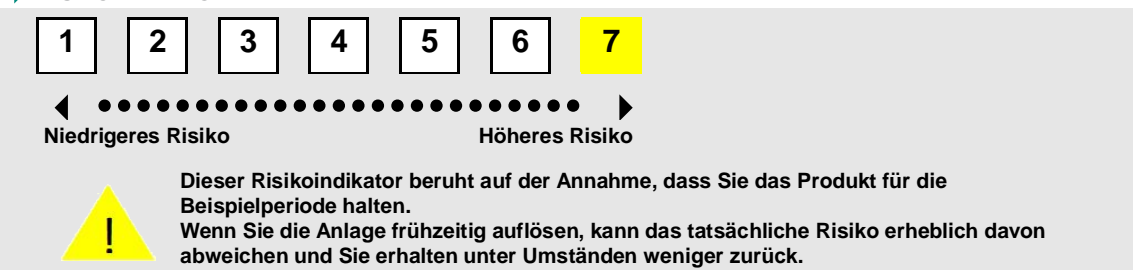 1 2 3 4 5 6 7
Niedrigeres Risiko Höheres Risiko
Dieser Risikoindikator beruht auf der Annahme, dass Sie das Produkt für die
Beispielperiode halten.
Wenn Sie die Anlage frühzeitig auflösen, kann das tatsächliche Risiko erheblich davon
! abweichen und Sie erhalten unter Umständen weniger zurück.